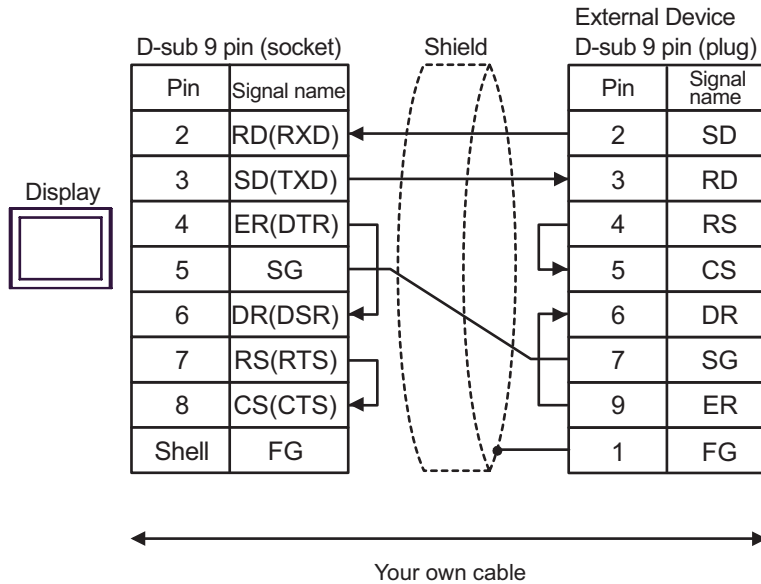 External Device
D-sub 9 pin (socket) Shield D-sub 9 pin (plug)
Pin Signal name Pin Signal
name
2 RD(RXD) 2 SD
3 SD(TXD) 3 RD
Display
4 ER(DTR) 4 RS
5 SG 5 CS
6 DR(DSR) 6 DR
7 RS(RTS) 7 SG
8 CS(CTS) 9 ER
Shell FG 1 FG
Your own cable